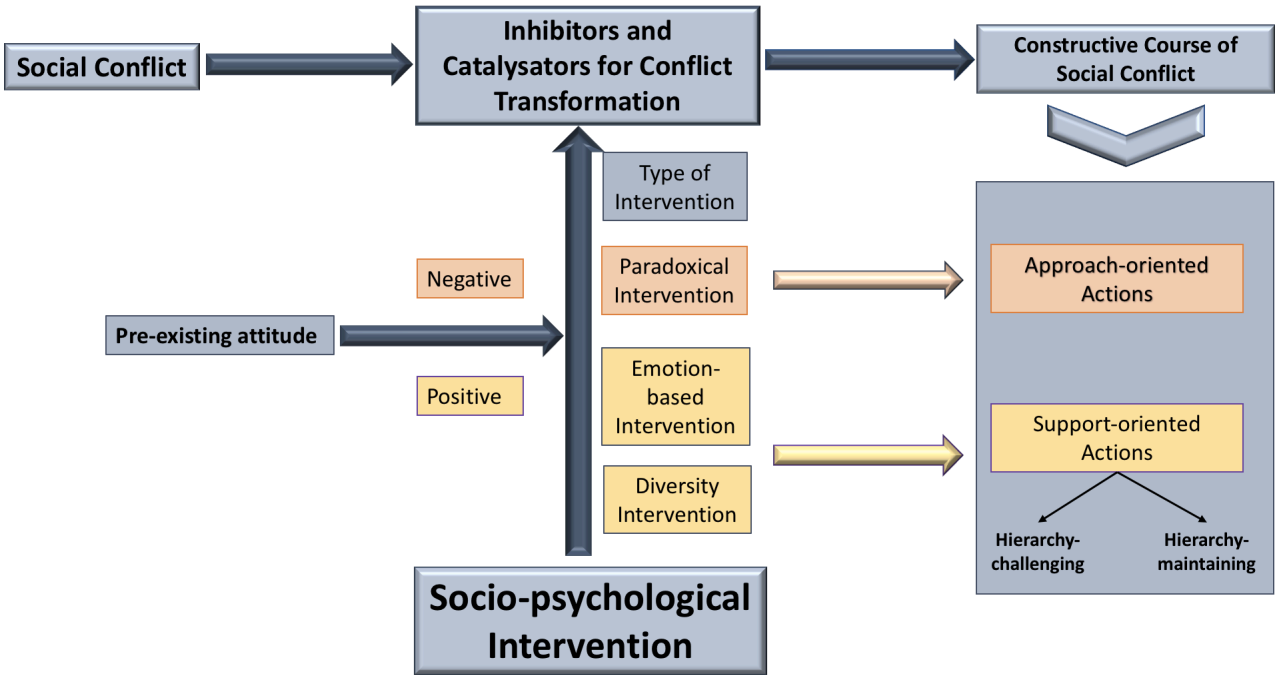 Social Conflict
Inhibitors and
Catalysators for Conflict
Transformation
Constructive Course of
Social Conflict
Type of
Intervention
Negative
Paradoxical
Intervention
Approach-oriented
Actions
Pre-existing attitude
Positive
Emotion-
based
Intervention
Support-oriented
Actions
Diversity
Intervention
Hierarchy-
challenging
Hierarchy-
maintaining
Socio-psychological
Intervention